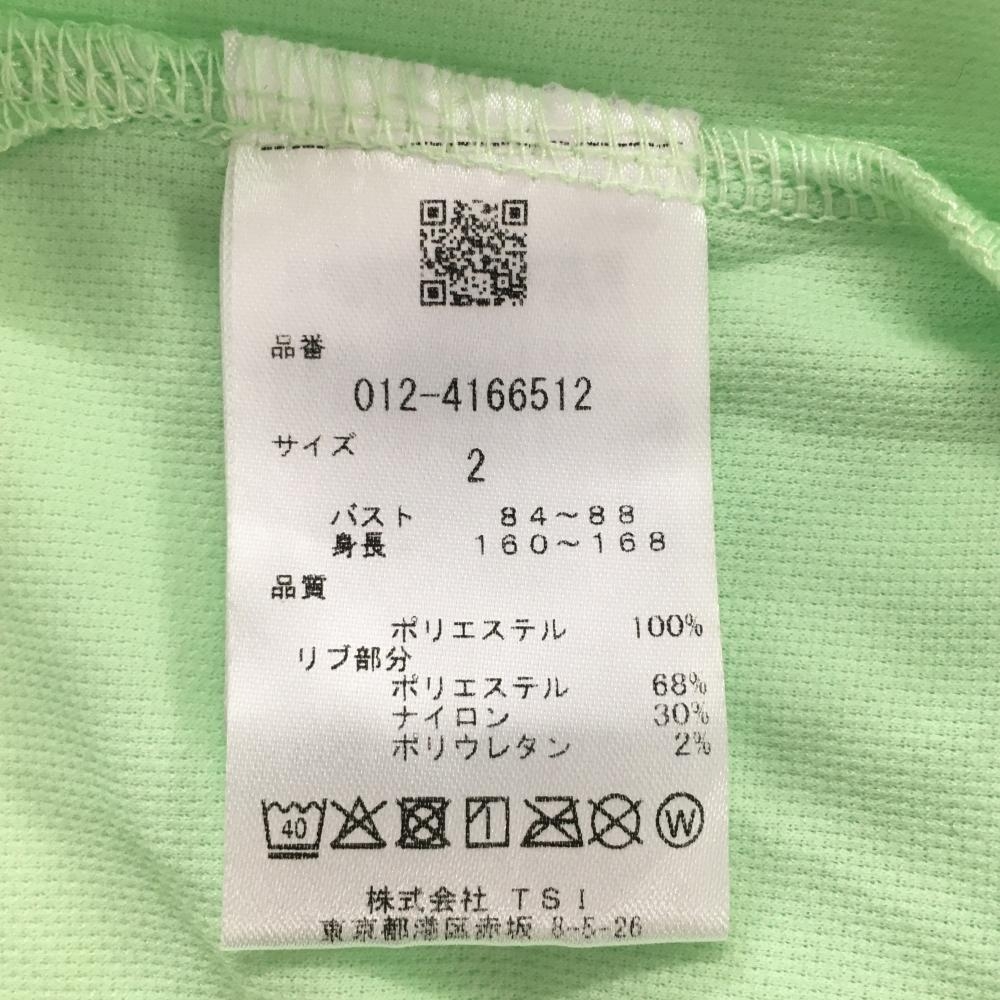 品番
012-4166512
サイズ
2
バスト 84～88
身長 160～168
品質
ポリエステル 100%
リブ部分
ポリエステル 68%
ナイロン 30%
ポリウレタン 2%
40 W
株式会社 TSI
東京都港区赤坂 8-5-26